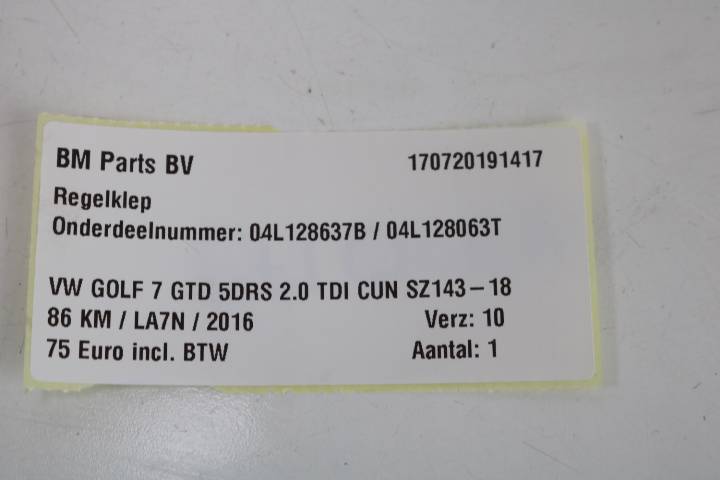 BM Parts BV 170720191417
Regelklep
Onderdeelnummer: 04L128637B / 04L128063T
VW GOLF 7 GTD 5DRS 2.0 TDI CUN SZ143-18
86 KM / LA7N / 2016 Verz: 10
75 Euro incl. BTW Aantal: 1